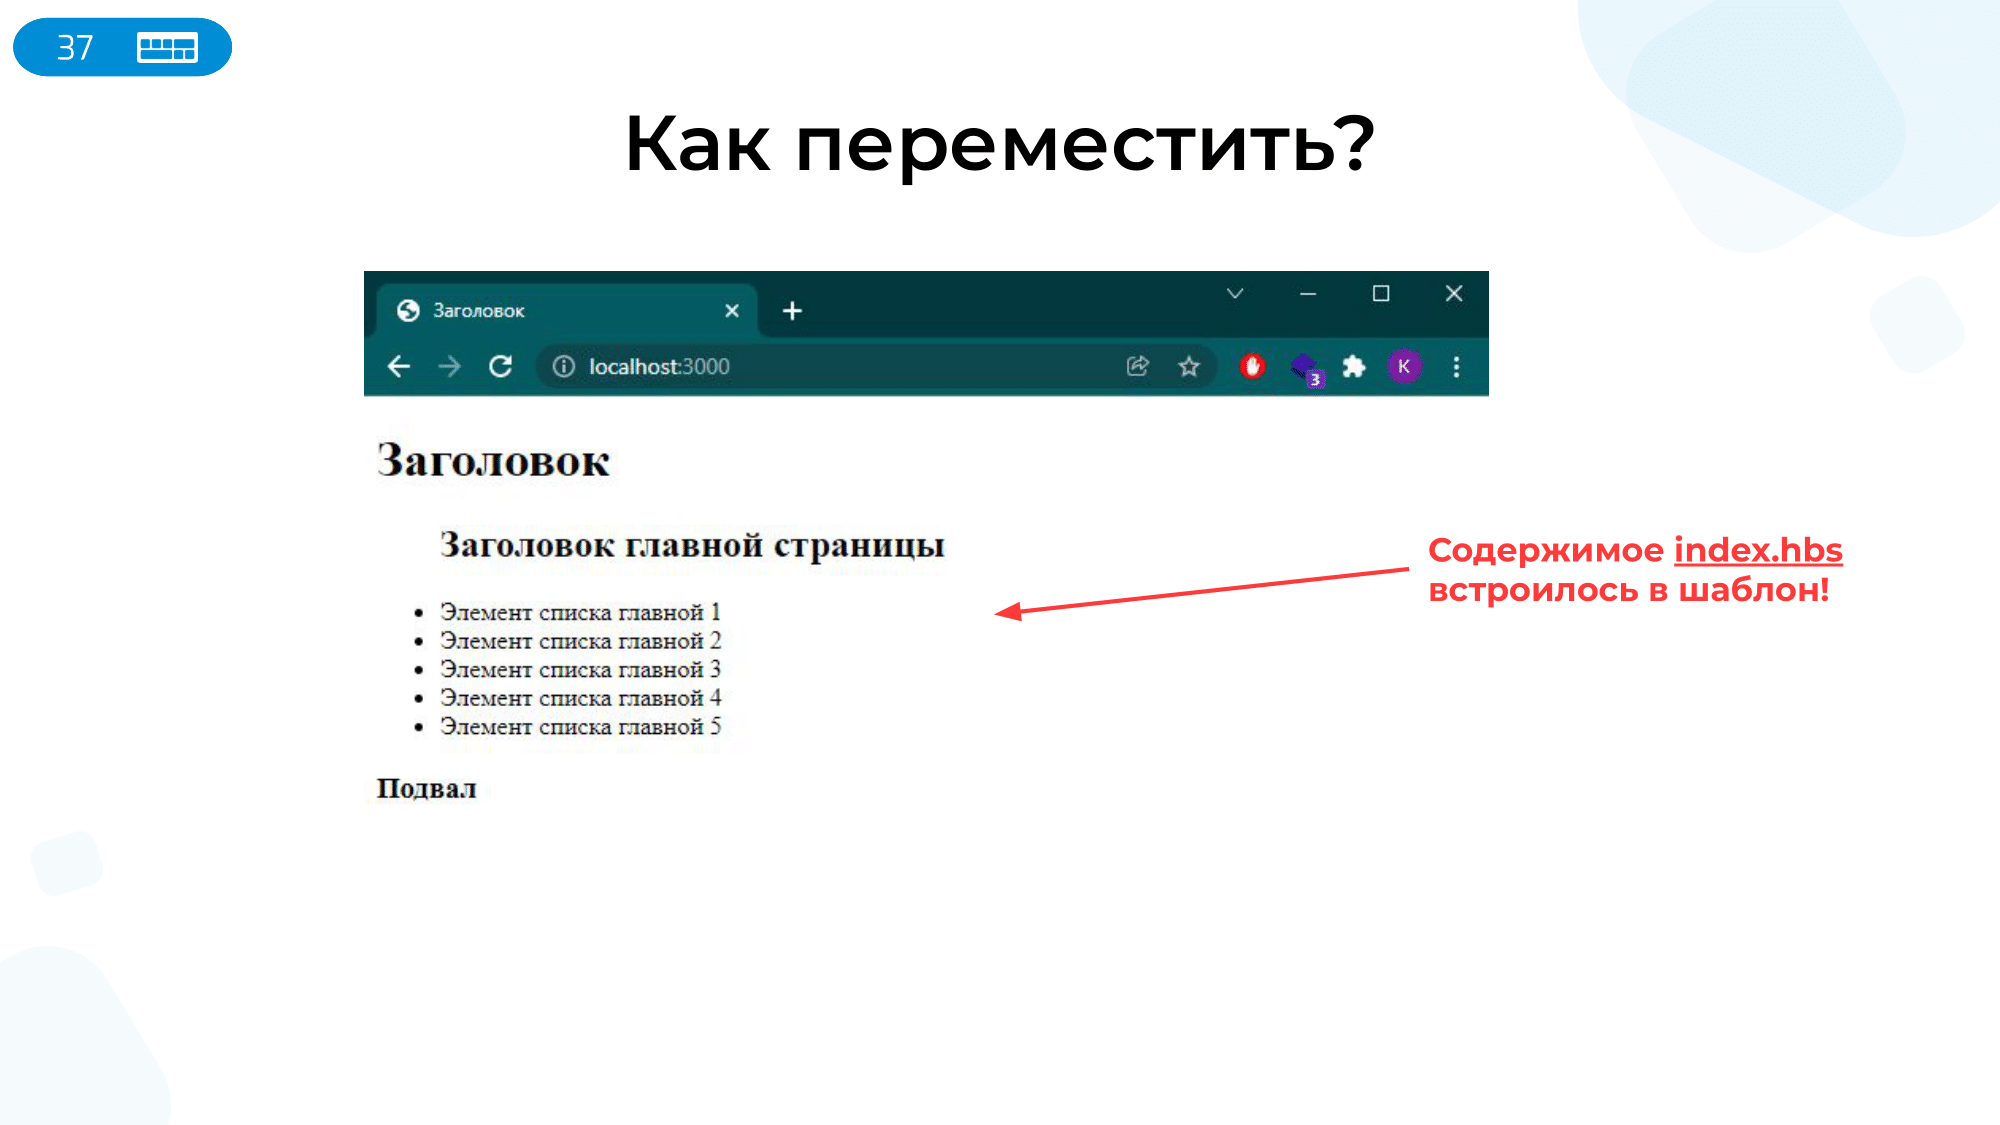 37
Как переместить?
Заголовок
localhost:3000
3
K
Заголовок
Заголовок главной страницы
Элемент списка главной 1
Элемент списка главной 2
Элемент списка главной 3
Элемент списка главной 4
Элемент списка главной 5
Подвал
Содержимое index.hbs
встроилось в шаблон!